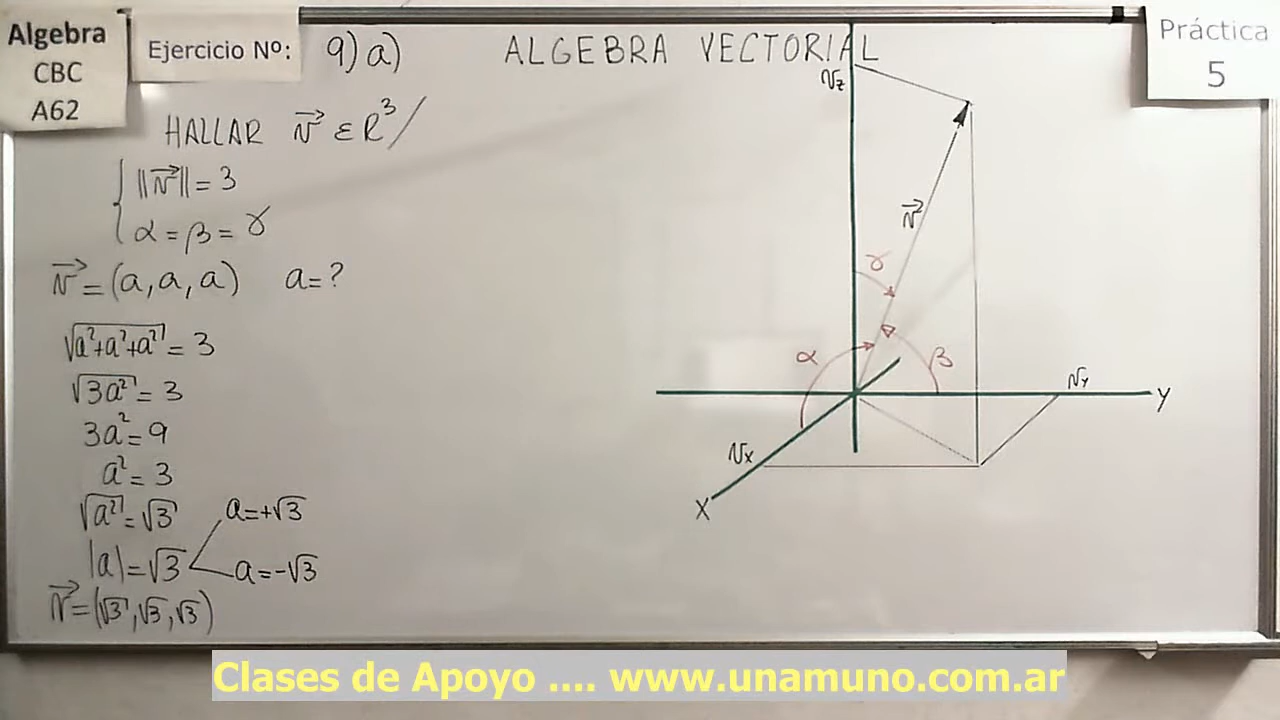 Algebra
CBC
A62
Ejercicio Nº: 9) a)
ALGEBRA VECTORIAL
Práctica
5
HALLAR v⃗ ε R³ /
||v⃗|| = 3
α = β = γ
v⃗ = (a, a, a) a = ?
√a²+a²+a² = 3
√3a² = 3
3a² = 9
a² = 3
√a² = √3
a = +√3
|a| = √3
a = -√3
v⃗ = (√3, √3, √3)
vz
v⃗
γ
α
β
vy
Y
vx
X
Clases de Apoyo .... www.unamuno.com.ar